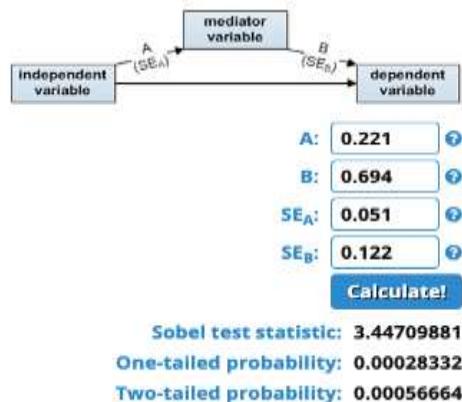 mediator
variable
A
(SEA)
B
(SEB)
independent
variable
dependent
variable
A: 0.221 ?
B: 0.694 ?
SEA: 0.051 ?
SEB: 0.122 ?
Calculate!
Sobel test statistic: 3.44709881
One-tailed probability: 0.00028332
Two-tailed probability: 0.00056664